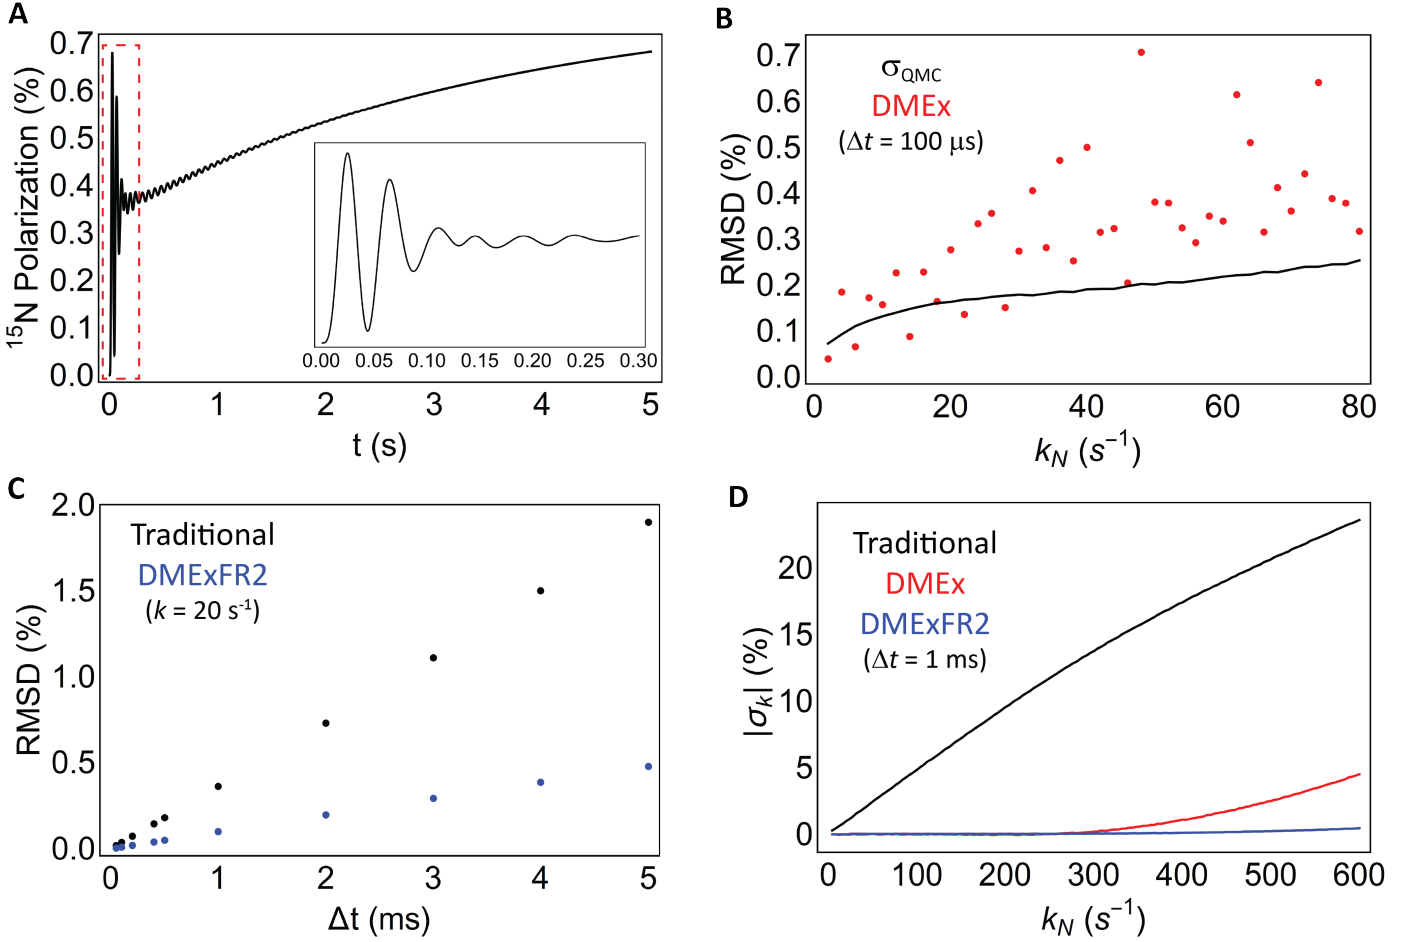 A
0.7
0.6
0.5
0.4
0.3
0.2
0.1
0.0
¹⁵N Polarization (%)
0.00 0.05 0.10 0.15 0.20 0.25 0.30
0 1 2 3 4 5
t (s)
B
0.7
0.6
0.5
0.4
0.3
0.2
0.1
0.0
RMSD (%)
σQMC
DMEx
(Δt = 100 μs)
0 20 40 60 80
kN (s⁻¹)
C
2.0
1.5
1.0
0.5
0.0
RMSD (%)
Traditional
DMExFR2
(k = 20 s⁻¹)
0 1 2 3 4 5
Δt (ms)
D
20
15
10
5
0
|σk| (%)
Traditional
DMEx
DMExFR2
(Δt = 1 ms)
0 100 200 300 400 500 600
kN (s⁻¹)